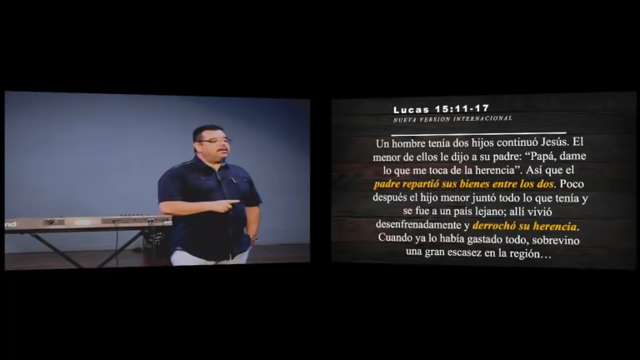 Lucas 15:11-17
NUEVA VERSION INTERNACIONAL
Un hombre tenía dos hijos continuó Jesús. El
menor de ellos le dijo a su padre: “Papá, dame
lo que me toca de la herencia”. Así que el
padre repartió sus bienes entre los dos. Poco
después el hijo menor juntó todo lo que tenía y
se fue a un país lejano; allí vivió
desenfrenadamente y derrochó su herencia.
Cuando ya lo había gastado todo, sobrevino
una gran escasez en la región…